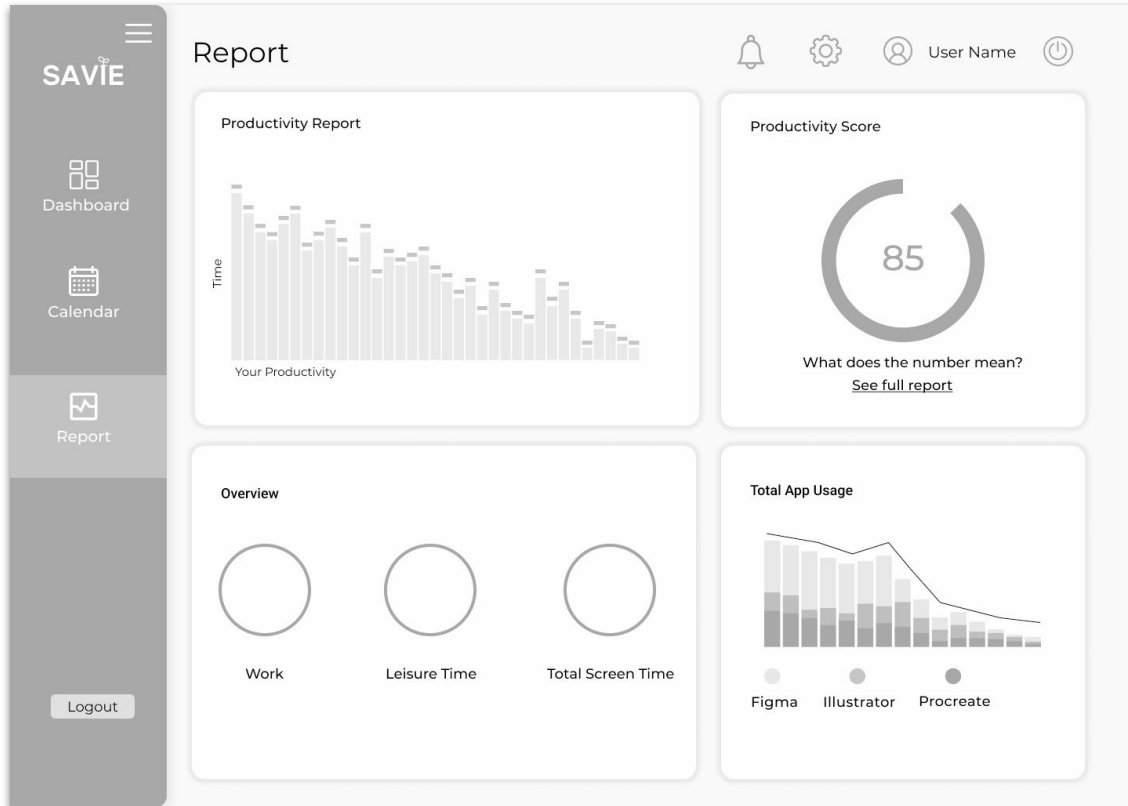 SAVIE
Dashboard
Calendar
Report
Logout
Report
User Name
Productivity Report
Time
Your Productivity
Productivity Score
85
What does the number mean?
See full report
Overview
Work
Leisure Time
Total Screen Time
Total App Usage
Figma
Illustrator
Procreate